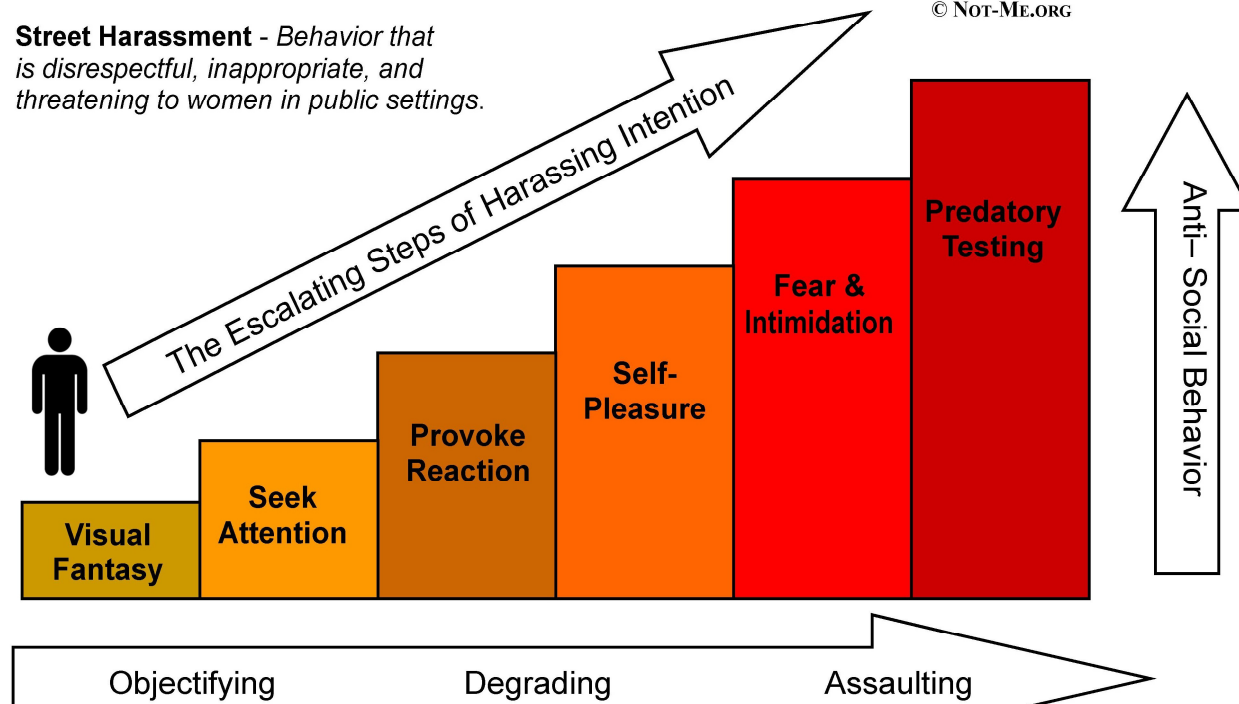 © NOT-ME.ORG
Street Harassment - Behavior that
is disrespectful, inappropriate, and
threatening to women in public settings.
The Escalating Steps of Harassing Intention
Visual
Fantasy
Seek
Attention
Provoke
Reaction
Self-
Pleasure
Fear &
Intimidation
Predatory
Testing
Anti– Social Behavior
Objectifying
Degrading
Assaulting